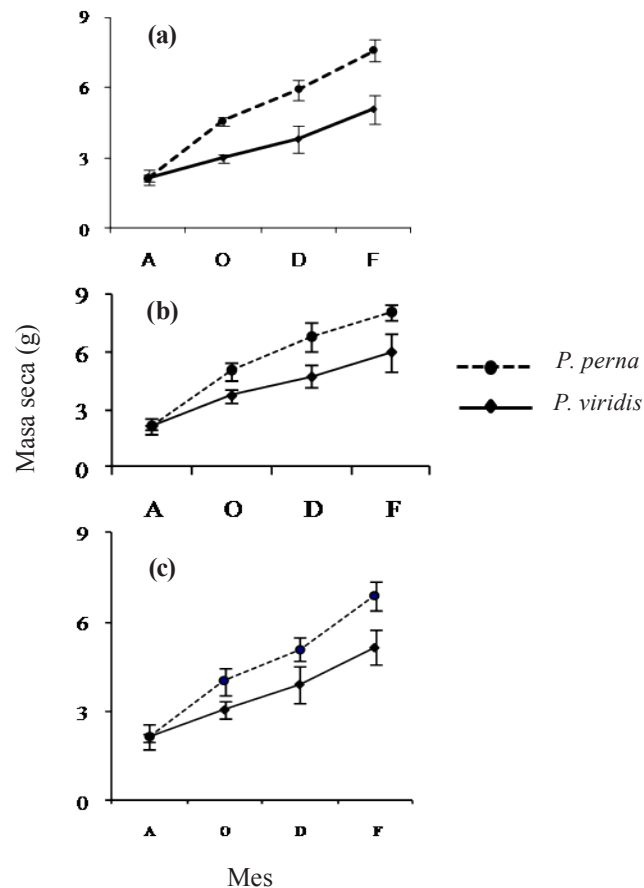 9
(a)
6
3
0
A O D F
9
(b)
6
3
0
A O D F
Masa seca (g)
P. perna
P. viridis
9
(c)
6
3
0
A O D F
Mes